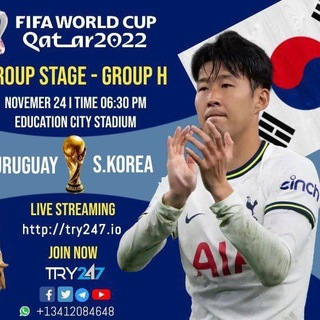 FIFA WORLD CUP
Qatar2022
GROUP STAGE - GROUP H
NOVEMER 24 I TIME 06:30 PM
EDUCATION CITY STADIUM
URUGUAY S.KOREA
LIVE STREAMING
http://try247.io
JOIN NOW
TRY247
+13412084648
cinch
AIA